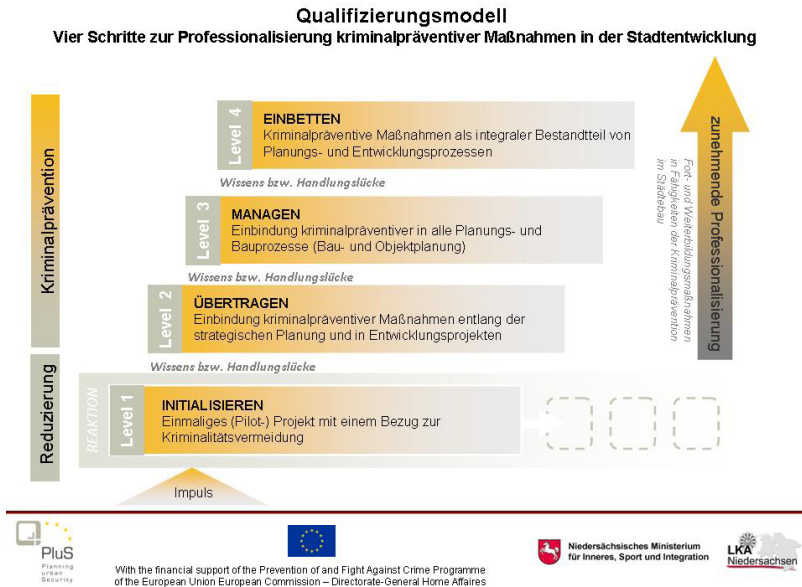 Qualifizierungsmodell
Vier Schritte zur Professionalisierung kriminalpräventiver Maßnahmen in der Stadtentwicklung
Kriminalprävention
Reduzierung
Level 4
EINBETTEN
Kriminalpräventive Maßnahmen als integraler Bestandtteil von
Planungs- und Entwicklungsprozessen
Wissens bzw. Handlungslücke
Level 3
MANAGEN
Einbindung kriminalpräventiver in alle Planungs- und
Bauprozesse (Bau- und Objektplanung)
Wissens bzw. Handlungslücke
Level 2
ÜBERTRAGEN
Einbindung kriminalpräventiver Maßnahmen entlang der
strategischen Planung und in Entwicklungsprojekten
Wissens bzw. Handlungslücke
REAKTION
Level 1
INITIALISIEREN
Einmaliges (Pilot-) Projekt mit einem Bezug zur
Kriminalitätsvermeidung
Impuls
zunehmende Professionalisierung
Fort- und Weiterbildungsmaßnahmen
in Fähigkeiten der Kriminalprävention
im Städtebau
PluS
Planning
urban
Security
With the financial support of the Prevention of and Fight Against Crime Programme
of the European Union European Commission – Directorate-General Home Affaires
Niedersächsisches Ministerium
für Inneres, Sport und Integration
LKA
Niedersachsen